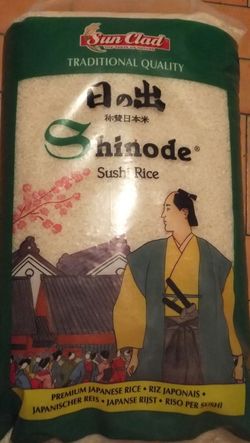 Sun Clad
TRADITIONAL QUALITY
日の出
称賛日本米
Shinode®
Sushi Rice
PREMIUM JAPANESE RICE • RIZ JAPONAIS •
JAPANISCHER REIS • JAPANSE RIJST • RISO PER SUSHI